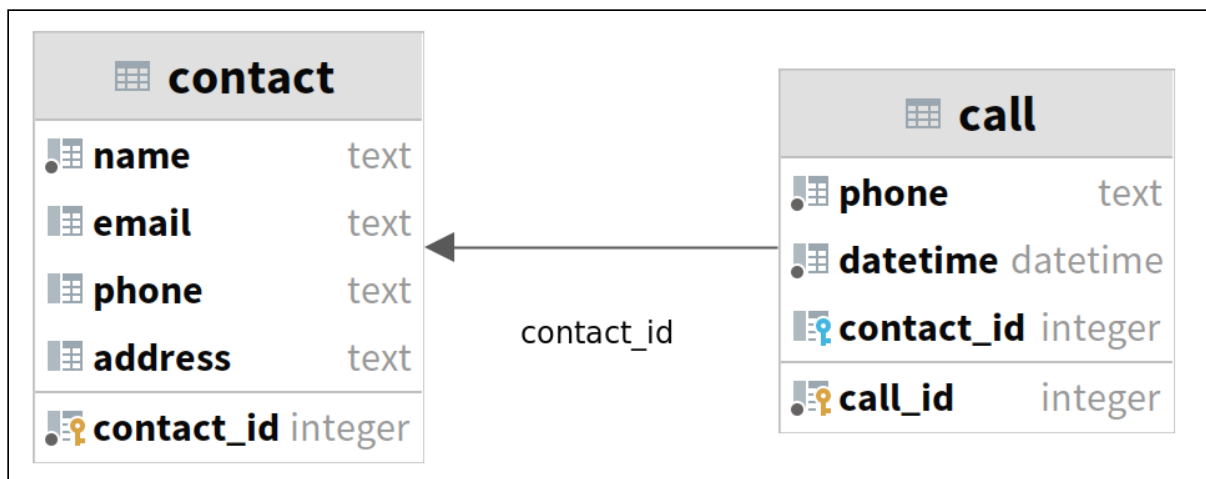 contact
name text
email text
phone text
address text
contact_id integer
contact_id
call
phone text
datetime datetime
contact_id integer
call_id integer